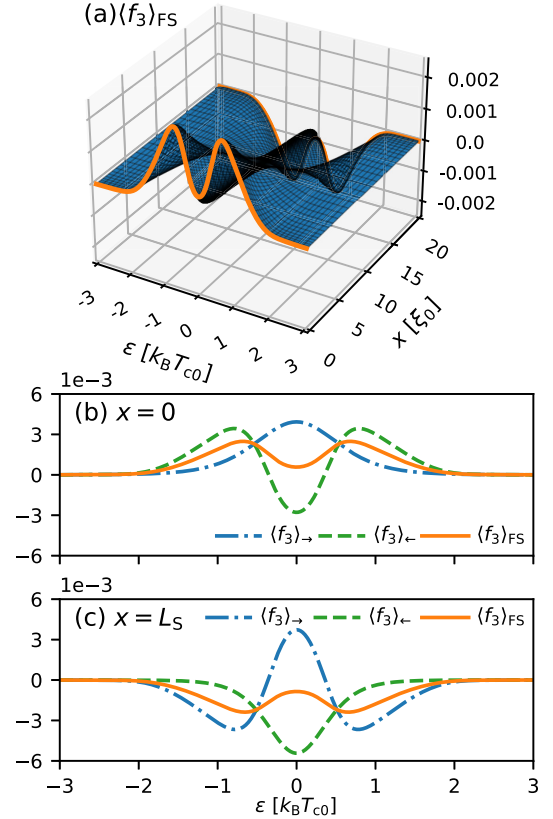 (a)⟨f₃⟩FS
0.002
0.001
0.0
-0.001
-0.002
-3
-2
-1
0
1
2
3
ε [kBTc0]
0
5
10
15
20
x [ξ₀]
1e−3
(b) x = 0
6
3
0
−3
−6
⟨f₃⟩→ ⟨f₃⟩← ⟨f₃⟩FS
1e−3
(c) x = LS
⟨f₃⟩→ ⟨f₃⟩← ⟨f₃⟩FS
6
3
0
−3
−6
−3 −2 −1 0 1 2 3
ε [kBTc0]